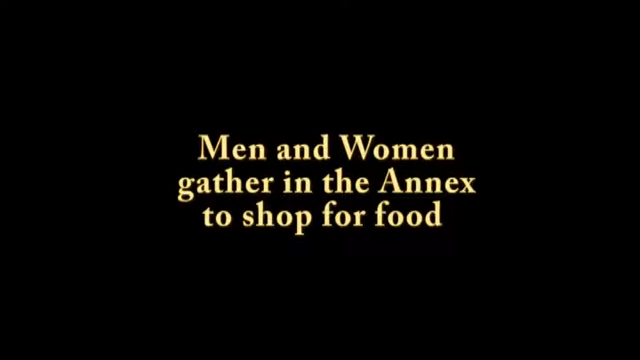 Men and Women
gather in the Annex
to shop for food